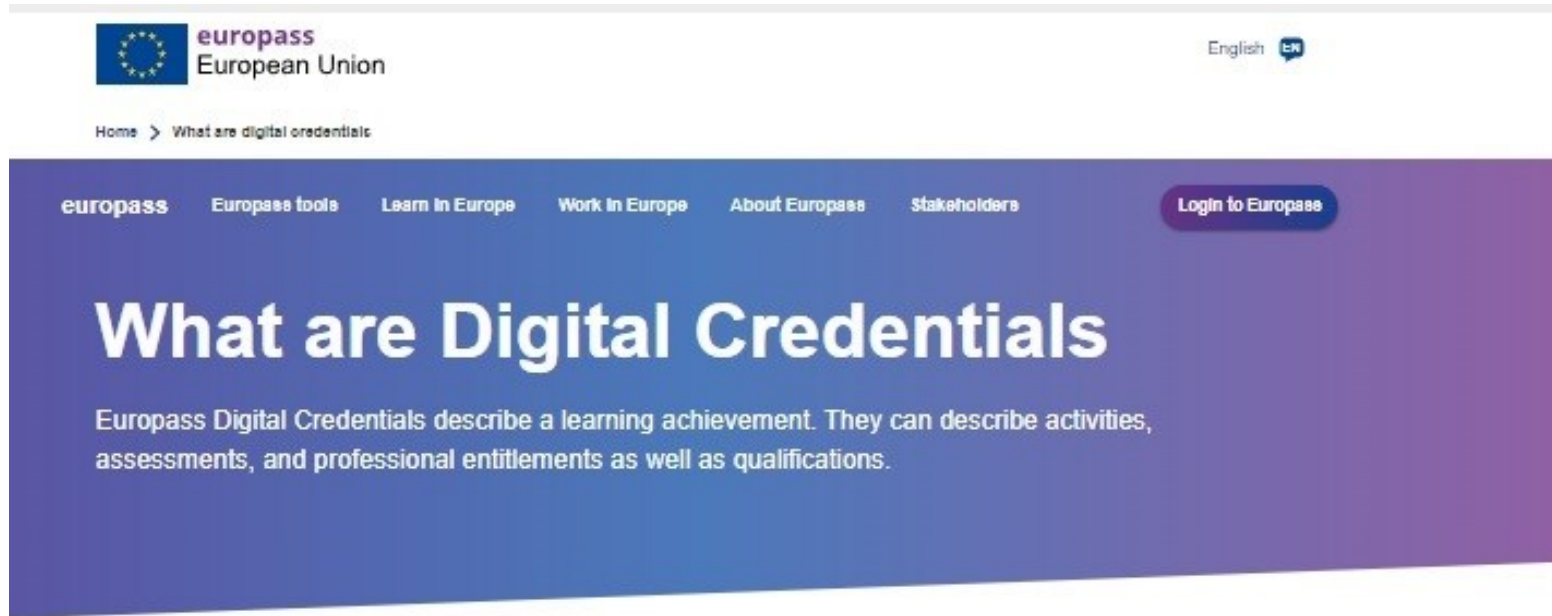 europass
European Union
English EN
Home > What are digital credentials
europass Europass tools Learn in Europe Work in Europe About Europass Stakeholders Login to Europass
What are Digital Credentials
Europass Digital Credentials describe a learning achievement. They can describe activities,
assessments, and professional entitlements as well as qualifications.